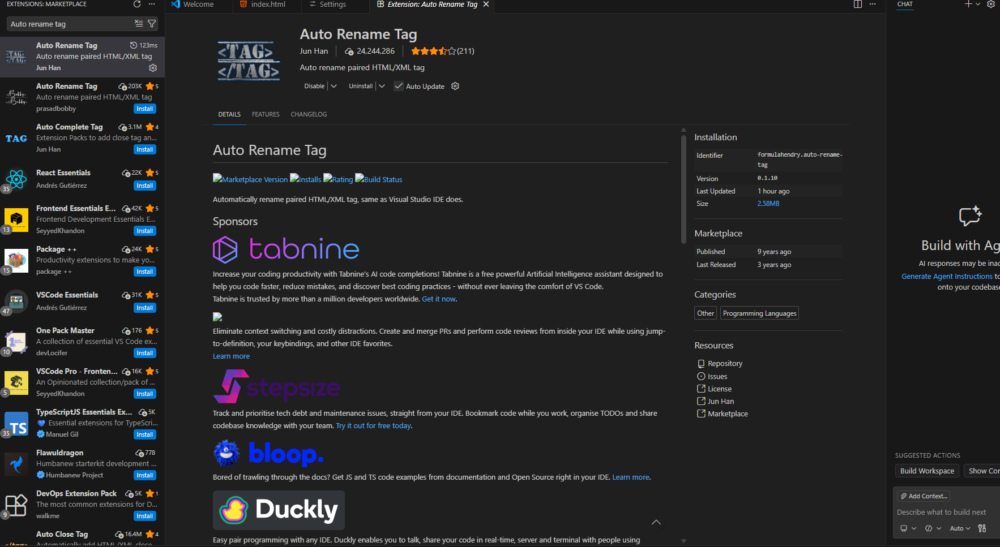 EXTENSIONS: MARKETPLACE
Auto rename tag
Auto Rename Tag 123ms
Auto rename paired HTML/XML tag
Jun Han
Auto Rename Tag 203K 5
Auto rename paired HTML/XML tag
prasadbobby Install
Auto Complete Tag 3.1M 4
Extension Packs to add close tag an...
Jun Han Install
React Essentials 22K 5
35 Andrés Gutiérrez Install
Frontend Essentials E... 42K 5
Frontend Development Essentials E...
13 SeyyedKhandon Install
Package ++ 24K 5
Productivity extensions to make yo...
15 package ++ Install
VSCode Essentials 31K 5
47 Andrés Gutiérrez Install
One Pack Master 176 5
A collection of essential VS Code ex...
10 devLocifer Install
VSCode Pro - Fronten... 16K 5
An Opinionated collection/pack of ...
5 SeyyedKhandon Install
TypeScriptJS Essentials Ex... 5K
Essential extensions for TypeScri...
35 Manuel Gil Install
Flawuldragon 778
Humbanew starterkit development ...
Humbanew Project Install
DevOps Extension Pack 5K 1
The most common extensions for D...
9 walkme Install
Auto Close Tag 16.4M 4
Automatically add HTML/XML close
Welcome index.html Settings Extension: Auto Rename Tag
<TAG>
</TAG>
Auto Rename Tag
Jun Han 24,244,286 (211)
Auto rename paired HTML/XML tag
Disable Uninstall Auto Update
DETAILS FEATURES CHANGELOG
Auto Rename Tag
Marketplace Version Installs Rating Build Status
Automatically rename paired HTML/XML tag, same as Visual Studio IDE does.
Sponsors
tabnine
Increase your coding productivity with Tabnine's AI code completions! Tabnine is a free powerful Artificial Intelligence assistant designed to
help you code faster, reduce mistakes, and discover best coding practices - without ever leaving the comfort of VS Code.
Tabnine is trusted by more than a million developers worldwide. Get it now.
Eliminate context switching and costly distractions. Create and merge PRs and perform code reviews from inside your IDE while using jump-
to-definition, your keybindings, and other IDE favorites.
Learn more
stepsize
Track and prioritise tech debt and maintenance issues, straight from your IDE. Bookmark code while you work, organise TODOs and share
codebase knowledge with your team. Try it out for free today.
bloop.
Bored of trawling through the docs? Get JS and TS code examples from documentation and Open Source right in your IDE. Learn more.
Duckly
Easy pair programming with any IDE. Duckly enables you to talk, share your code in real-time, server and terminal with people using
Installation
Identifier formulahendry.auto-rename-
tag
Version 0.1.10
Last Updated 1 hour ago
Size 2.58MB
Marketplace
Published 9 years ago
Last Released 3 years ago
Categories
Other Programming Languages
Resources
Repository
Issues
License
Jun Han
Marketplace
CHAT
Build with Ag
AI responses may be inac
Generate Agent Instructions to
onto your codebase
SUGGESTED ACTIONS
Build Workspace Show Con
Add Context...
Describe what to build next
Auto